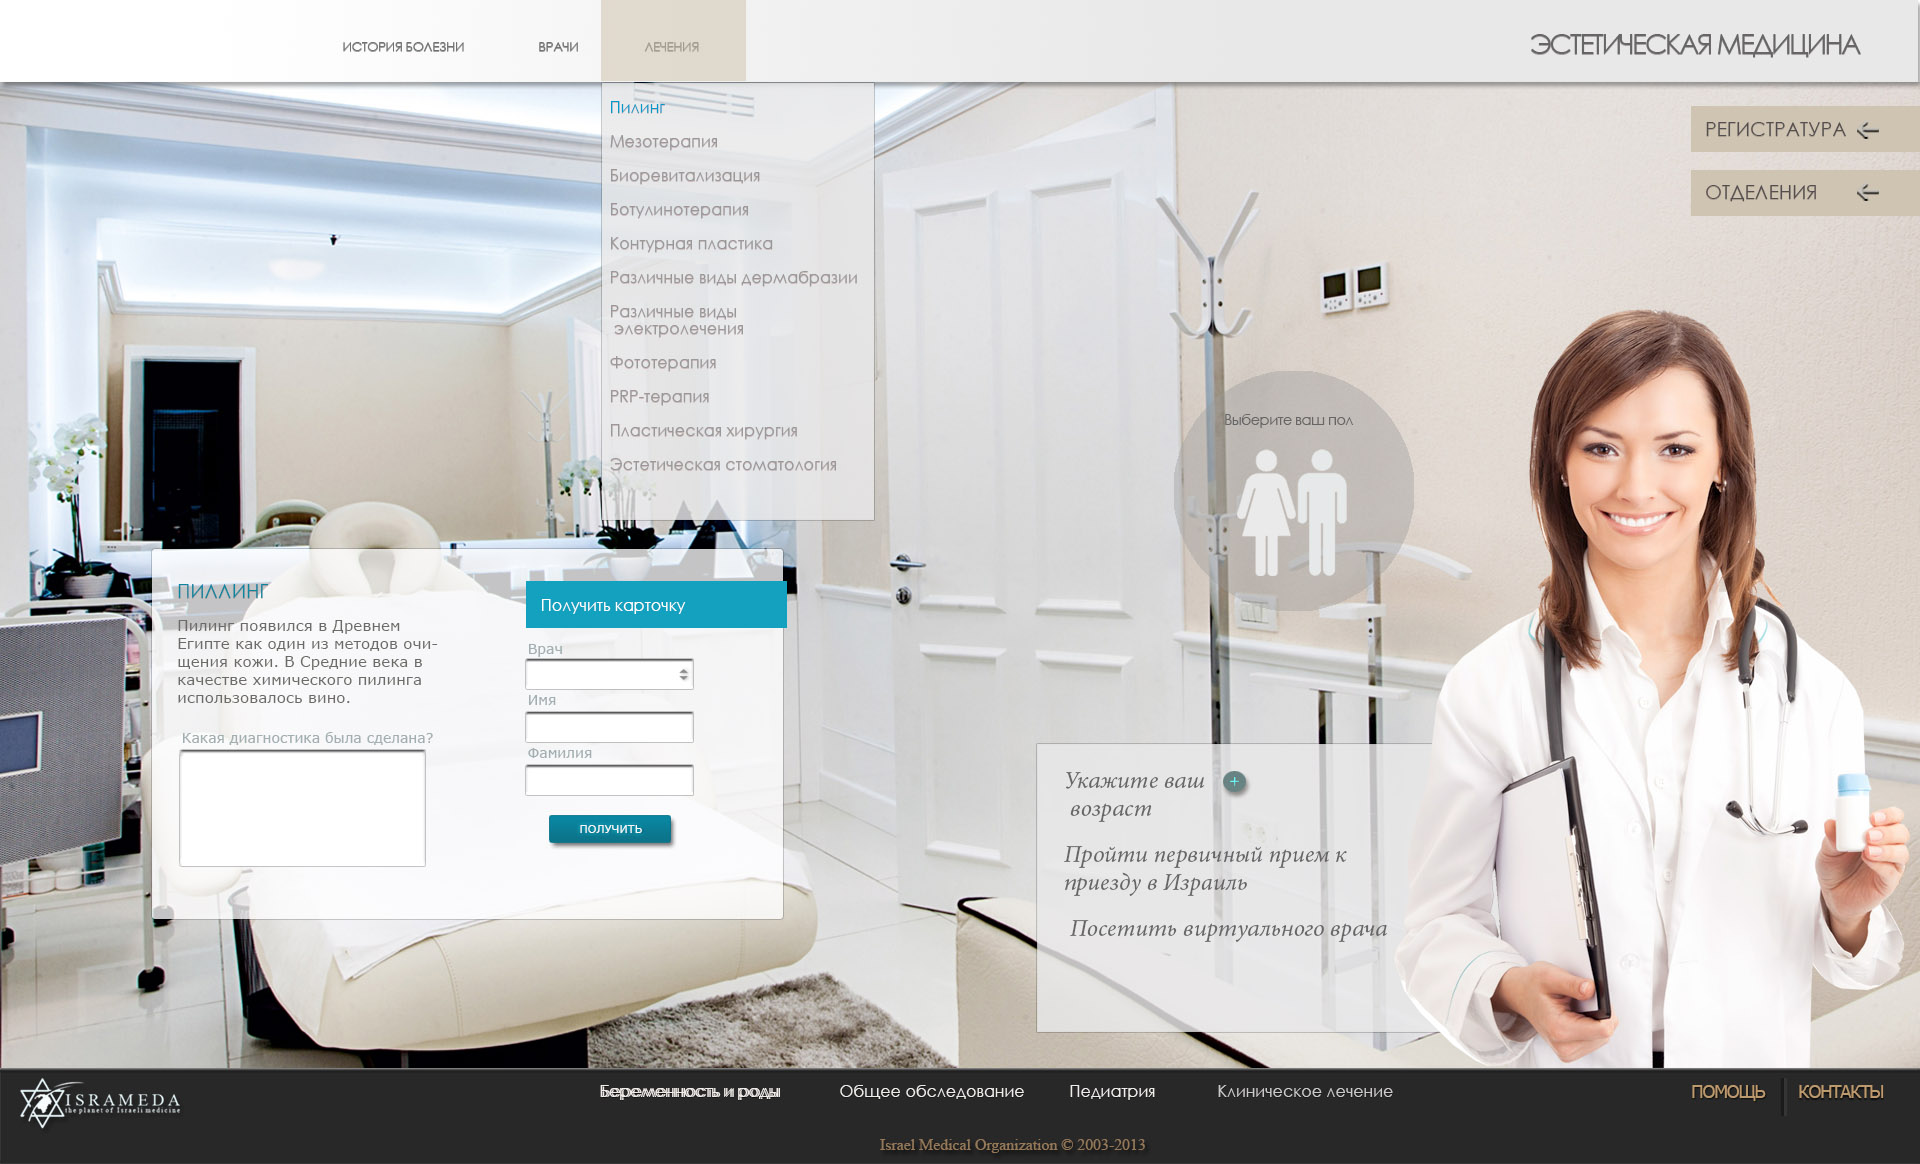 ИСТОРИЯ БОЛЕЗНИ
ВРАЧИ
ЛЕЧЕНИЯ
ЭСТЕТИЧЕСКАЯ МЕДИЦИНА
РЕГИСТРАТУРА
ОТДЕЛЕНИЯ
Пилинг
Мезотерапия
Биоревитализация
Ботулинотерапия
Контурная пластика
Различные виды дермабразии
Различные виды
электролечения
Фототерапия
PRP-терапия
Пластическая хирургия
Эстетическая стоматология
Выберите ваш пол
ПИЛЛИНГ
Пилинг появился в Древнем
Египте как один из методов очи-
щения кожи. В Средние века в
качестве химического пилинга
использовалось вино.
Какая диагностика была сделана?
Получить карточку
Врач
Имя
Фамилия
ПОЛУЧИТЬ
Укажите ваш
возраст
Пройти первичный прием к
приезду в Израиль
Посетить виртуального врача
ISRAMEDA
the planet of Israeli medicine
Беременность и роды
Общее обследование
Педиатрия
Клиническое лечение
ПОМОЩЬ
КОНТАКТЫ
Israel Medical Organization © 2003-2013